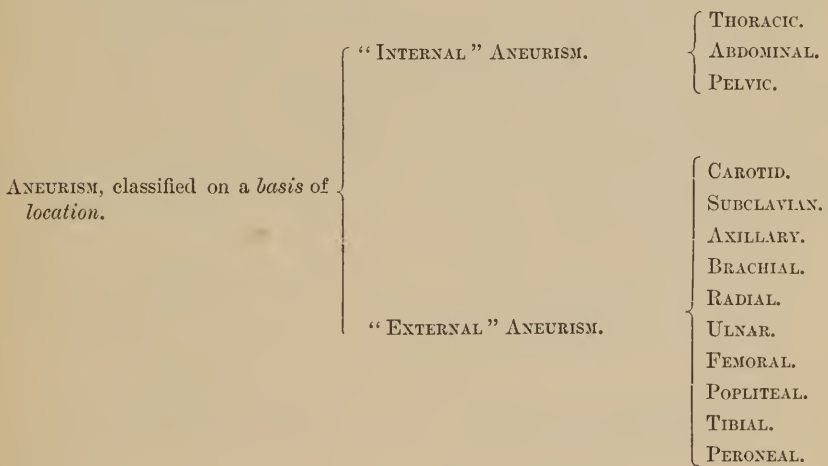 ANEURISM, classified on a basis of
location.
“ INTERNAL ” ANEURISM.
THORACIC.
ABDOMINAL.
PELVIC.
“ EXTERNAL ” ANEURISM.
CAROTID.
SUBCLAVIAN.
AXILLARY.
BRACHIAL.
RADIAL.
ULNAR.
FEMORAL.
POPLITEAL.
TIBIAL.
PERONEAL.